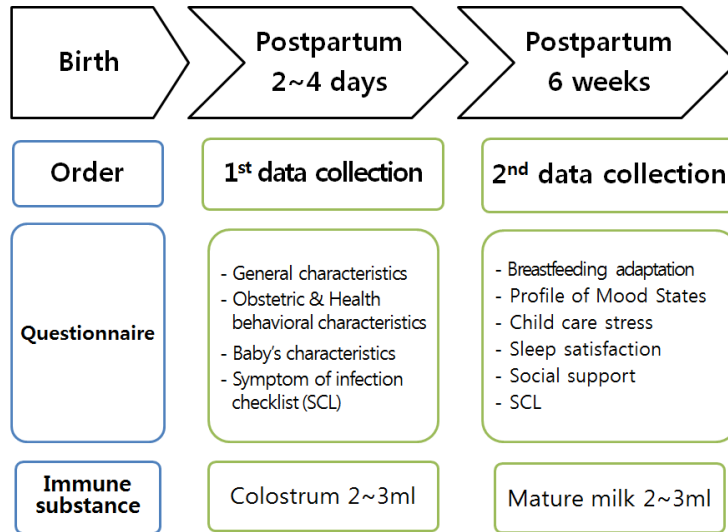 Birth
Postpartum
2~4 days
Postpartum
6 weeks
Order
1st data collection
2nd data collection
Questionnaire
- General characteristics
- Obstetric & Health
behavioral characteristics
- Baby's characteristics
- Symptom of infection
checklist (SCL)
- Breastfeeding adaptation
- Profile of Mood States
- Child care stress
- Sleep satisfaction
- Social support
- SCL
Immune
substance
Colostrum 2~3ml
Mature milk 2~3ml